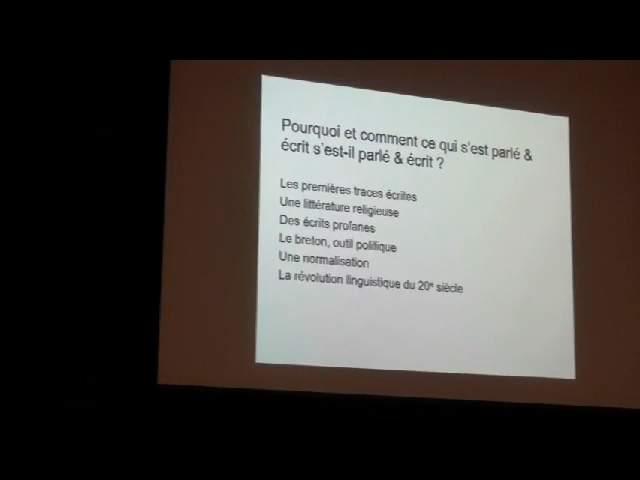 Pourquoi et comment ce qui s'est parlé &
écrit s'est-il parlé & écrit ?
Les premières traces écrites
Une littérature religieuse
Des écrits profanes
Le breton, outil politique
Une normalisation
La révolution linguistique du 20e siècle